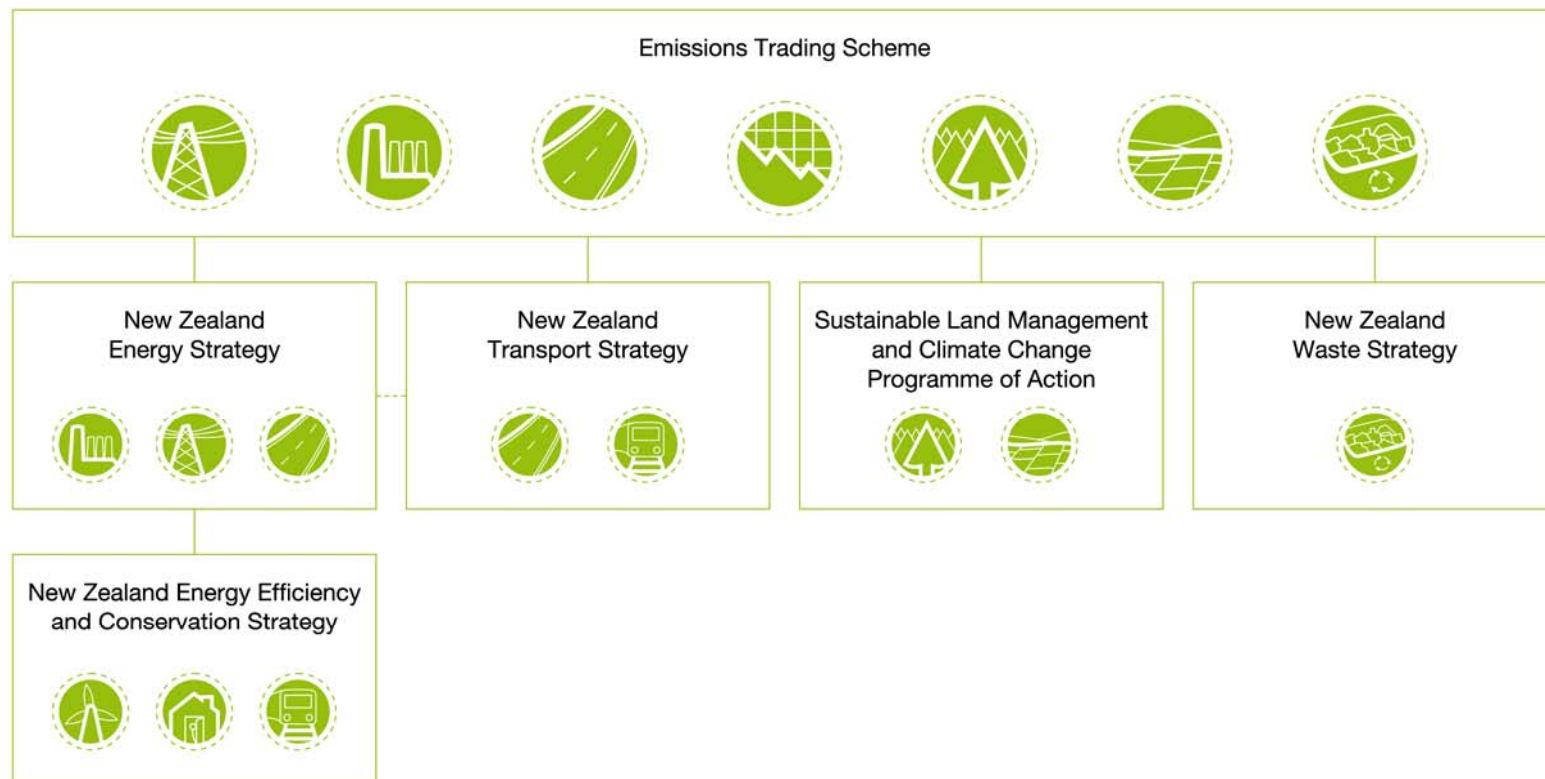 Emissions Trading Scheme
New Zealand
Energy Strategy
New Zealand
Transport Strategy
Sustainable Land Management
and Climate Change
Programme of Action
New Zealand
Waste Strategy
New Zealand Energy Efficiency
and Conservation Strategy